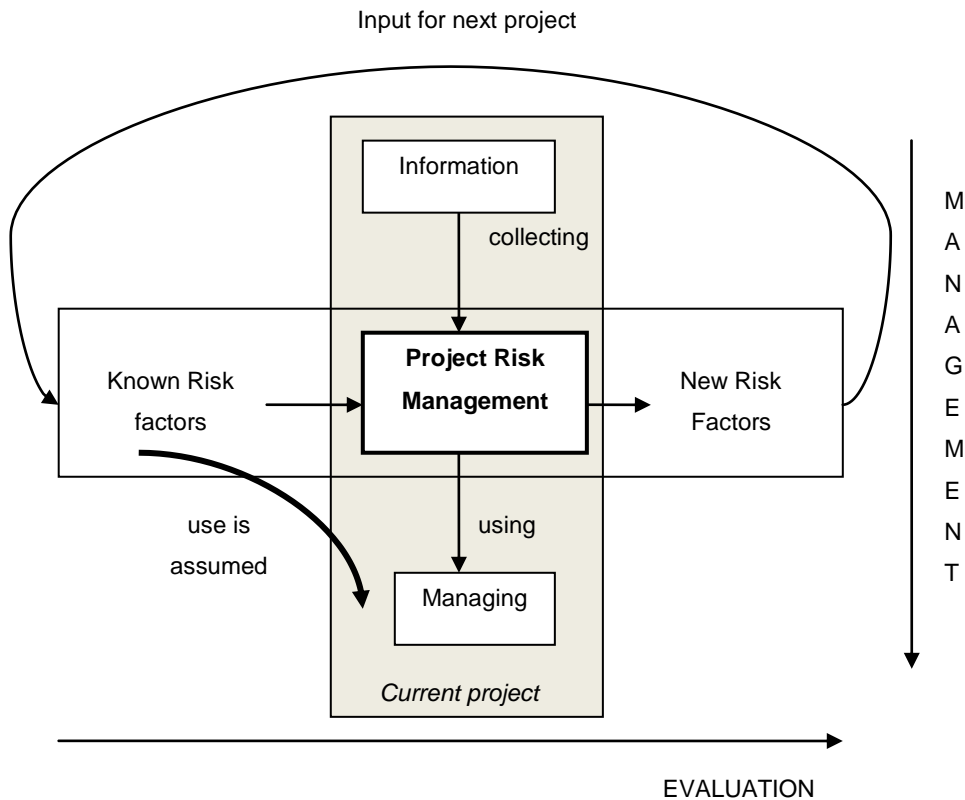 Input for next project
Information
collecting
Project Risk
Management
Known Risk
factors
New Risk
Factors
use is
assumed
using
Managing
Current project
EVALUATION
M
A
N
A
G
E
M
E
N
T